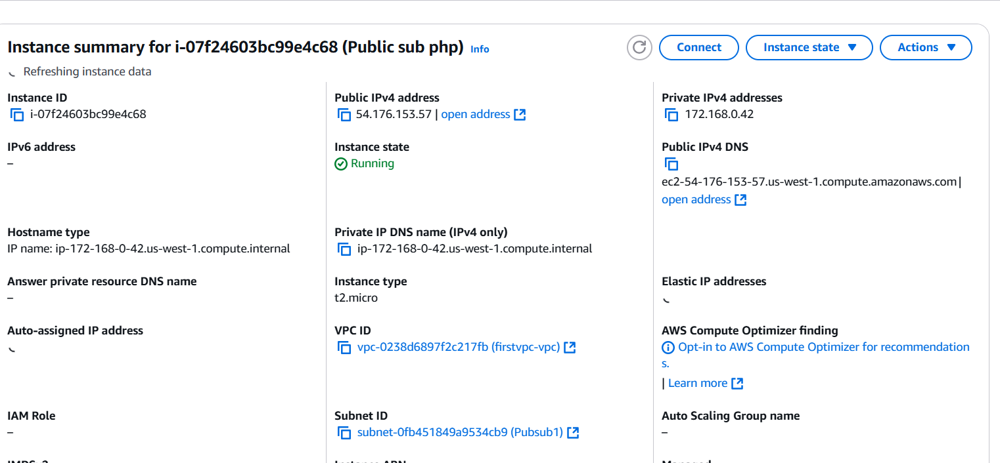 Instance summary for i-07f24603bc99e4c68 (Public sub php) Info
Connect
Instance state
Actions
Refreshing instance data
Instance ID
i-07f24603bc99e4c68
Public IPv4 address
54.176.153.57 | open address
Private IPv4 addresses
172.168.0.42
IPv6 address
–
Instance state
Running
Public IPv4 DNS
ec2-54-176-153-57.us-west-1.compute.amazonaws.com |
open address
Hostname type
IP name: ip-172-168-0-42.us-west-1.compute.internal
Private IP DNS name (IPv4 only)
ip-172-168-0-42.us-west-1.compute.internal
Answer private resource DNS name
–
Instance type
t2.micro
Elastic IP addresses
Auto-assigned IP address
VPC ID
vpc-0238d6897f2c217fb (firstvpc-vpc)
AWS Compute Optimizer finding
Opt-in to AWS Compute Optimizer for recommendation
s.
| Learn more
IAM Role
–
Subnet ID
subnet-0fb451849a9534cb9 (Pubsub1)
Auto Scaling Group name
–